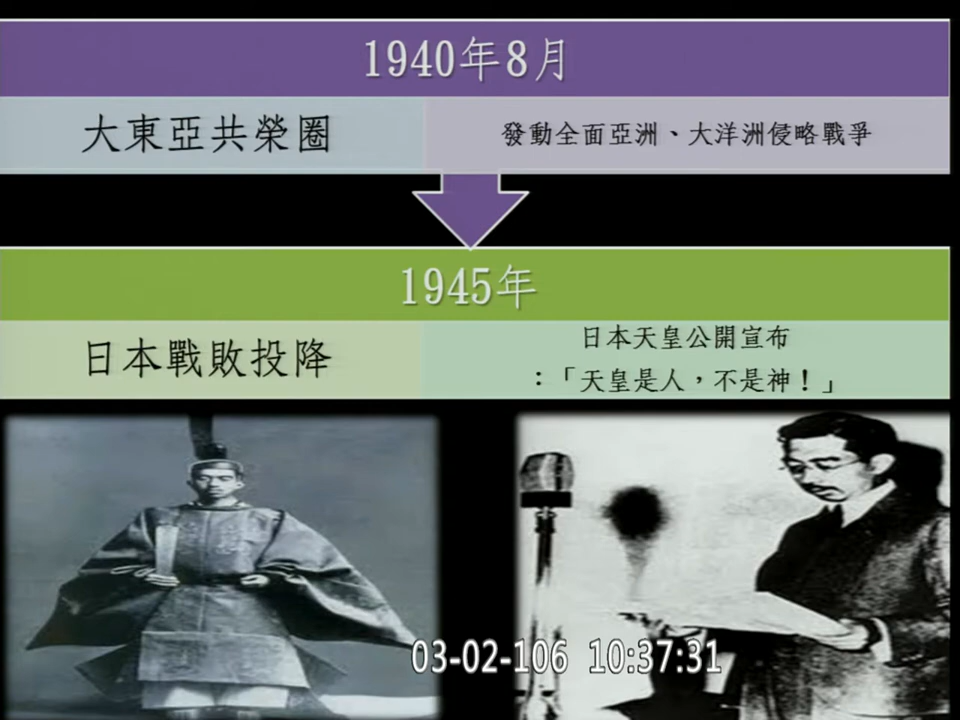 1940年8月
大東亞共榮圈
發動全面亞洲、大洋洲侵略戰爭
1945年
日本戰敗投降
日本天皇公開宣布
：「天皇是人，不是神！」
03-02-106 10:37:31